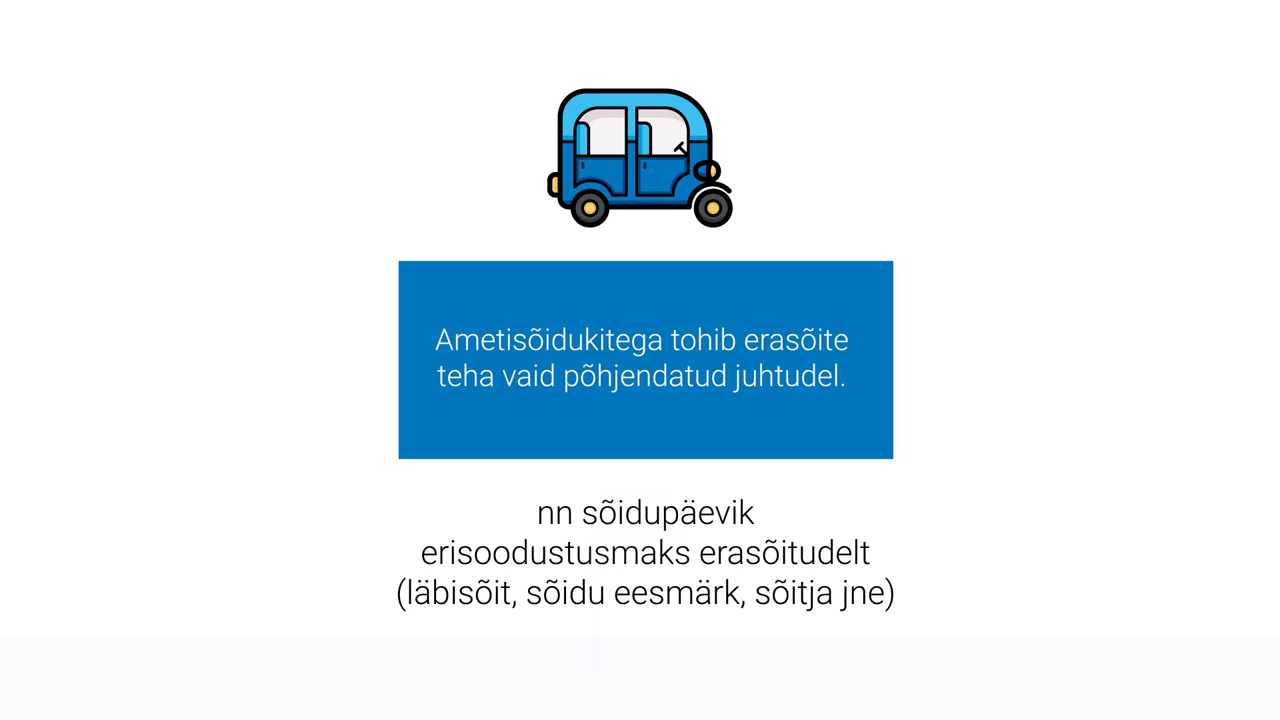 Ametisõidukitega tohib erasõite
teha vaid põhjendatud juhtudel.
nn sõidupäevik
erisoodustusmaks erasõitudelt
(läbisõit, sõidu eesmärk, sõitja jne)